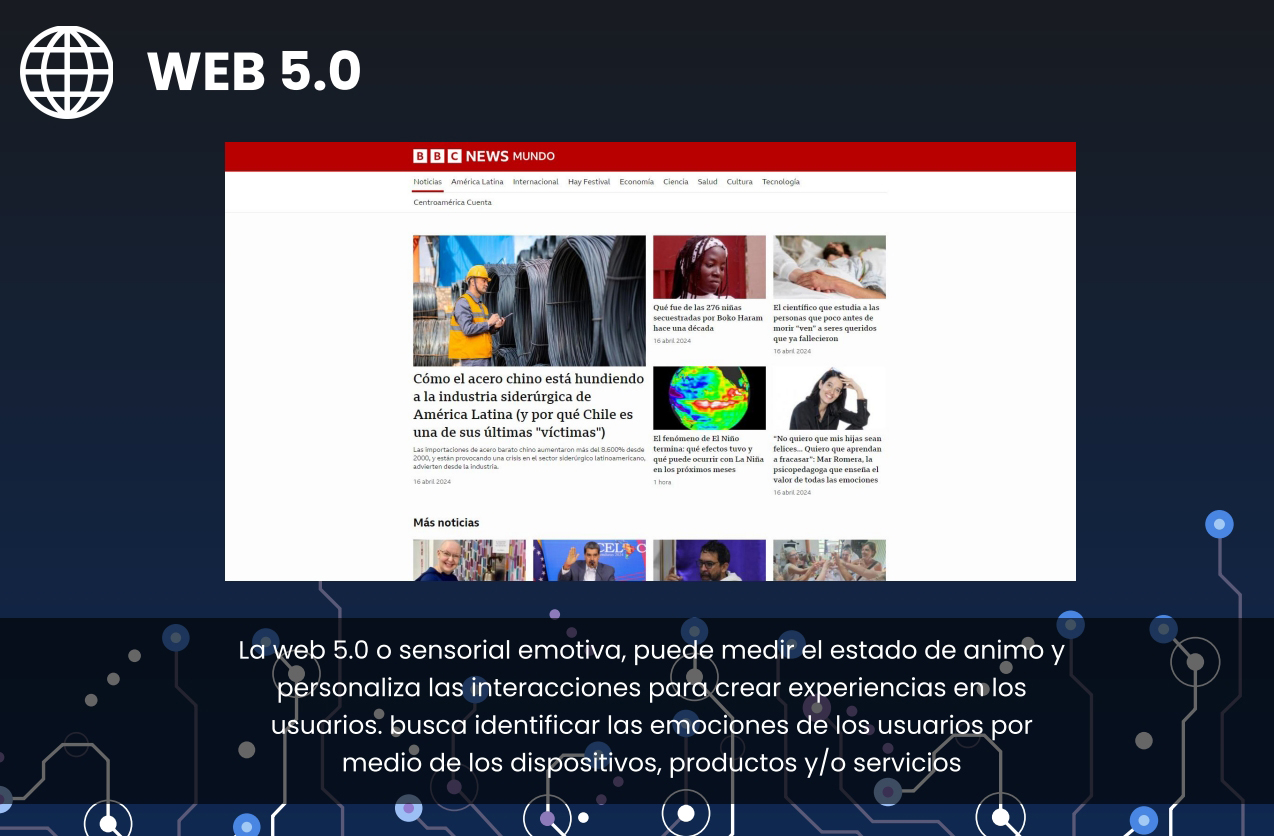 WEB 5.0
BBC NEWS MUNDO
Noticias América Latina Internacional Hay Festival Economía Ciencia Salud Cultura Tecnología
Centroamérica Cuenta
Cómo el acero chino está hundiendo
a la industria siderúrgica de
América Latina (y por qué Chile es
una de sus últimas "víctimas")
Las importaciones de acero barato chino aumentaron más del 8.600% desde
2000, y están provocando una crisis en el sector siderúrgico latinoamericano,
advierten desde la industria.
16 abril 2024
Qué fue de las 276 niñas
secuestradas por Boko Haram
hace una década
16 abril 2024
El científico que estudia a las
personas que poco antes de
morir "ven" a seres queridos
que ya fallecieron
16 abril 2024
El fenómeno de El Niño
termina: qué efectos tuvo y
qué puede ocurrir con La Niña
en los próximos meses
1 hora
"No quiero que mis hijas sean
felices... Quiero que aprendan
a fracasar": Mar Romera, la
psicopedagoga que enseña el
valor de todas las emociones
16 abril 2024
Más noticias
CELAC
La web 5.0 o sensorial emotiva, puede medir el estado de animo y
personaliza las interacciones para crear experiencias en los
usuarios. busca identificar las emociones de los usuarios por
medio de los dispositivos, productos y/o servicios